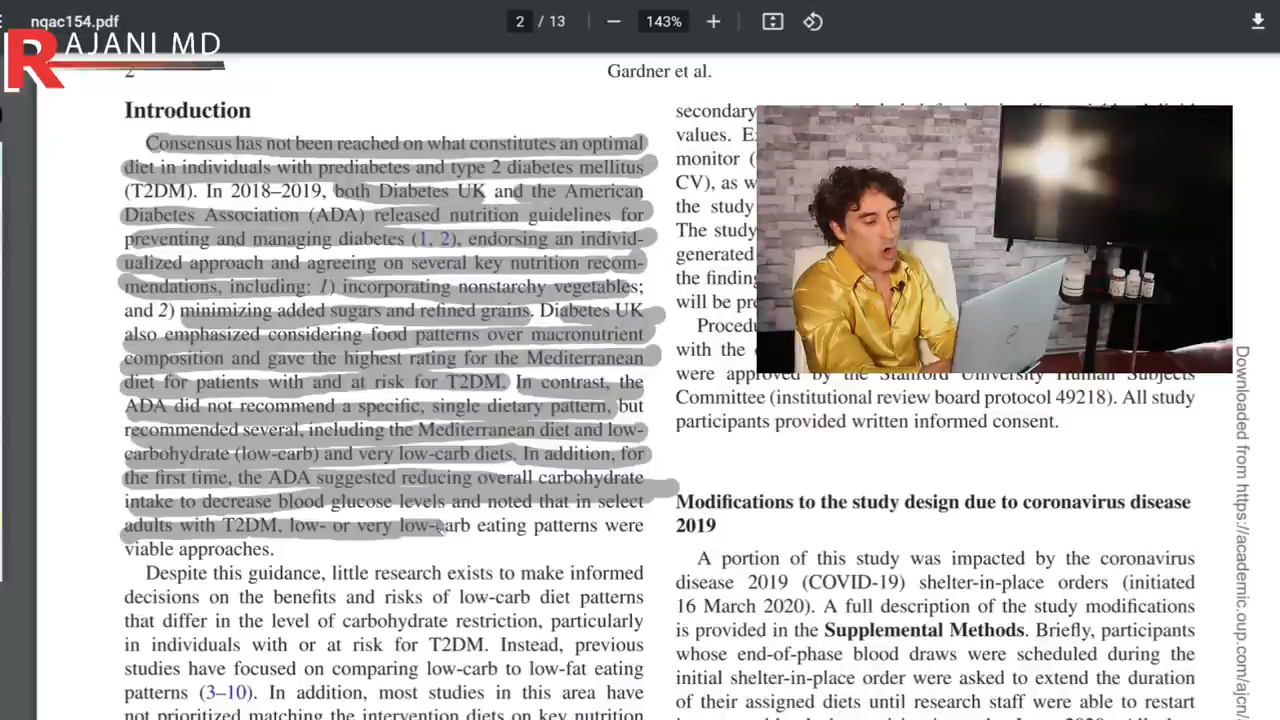 nqac154.pdf
2 / 13
143%
RAJANI MD
2
Gardner et al.
Introduction
Consensus has not been reached on what constitutes an optimal
diet in individuals with prediabetes and type 2 diabetes mellitus
(T2DM). In 2018–2019, both Diabetes UK and the American
Diabetes Association (ADA) released nutrition guidelines for
preventing and managing diabetes (1, 2), endorsing an individ-
ualized approach and agreeing on several key nutrition recom-
mendations, including: 1) incorporating nonstarchy vegetables;
and 2) minimizing added sugars and refined grains. Diabetes UK
also emphasized considering food patterns over macronutrient
composition and gave the highest rating for the Mediterranean
diet for patients with and at risk for T2DM. In contrast, the
ADA did not recommend a specific, single dietary pattern, but
recommended several, including the Mediterranean diet and low-
carbohydrate (low-carb) and very low-carb diets. In addition, for
the first time, the ADA suggested reducing overall carbohydrate
intake to decrease blood glucose levels and noted that in select
adults with T2DM, low- or very low-carb eating patterns were
viable approaches.
Despite this guidance, little research exists to make informed
decisions on the benefits and risks of low-carb diet patterns
that differ in the level of carbohydrate restriction, particularly
in individuals with or at risk for T2DM. Instead, previous
studies have focused on comparing low-carb to low-fat eating
patterns (3–10). In addition, most studies in this area have
not prioritized matching the intervention diets on key nutrition
secondary
values.
monitor (
CV), as
the study
The study
generated
the finding
will be
with the
were approved by the Stanford University Human Subjects
Committee (institutional review board protocol 49218). All study
participants provided written informed consent.
Modifications to the study design due to coronavirus disease
2019
A portion of this study was impacted by the coronavirus
disease 2019 (COVID-19) shelter-in-place orders (initiated
16 March 2020). A full description of the study modifications
is provided in the Supplemental Methods. Briefly, participants
whose end-of-phase blood draws were scheduled during the
initial shelter-in-place order were asked to extend the duration
of their assigned diets until research staff were able to restart
Downloaded from https://academic.oup.com/ajcn/